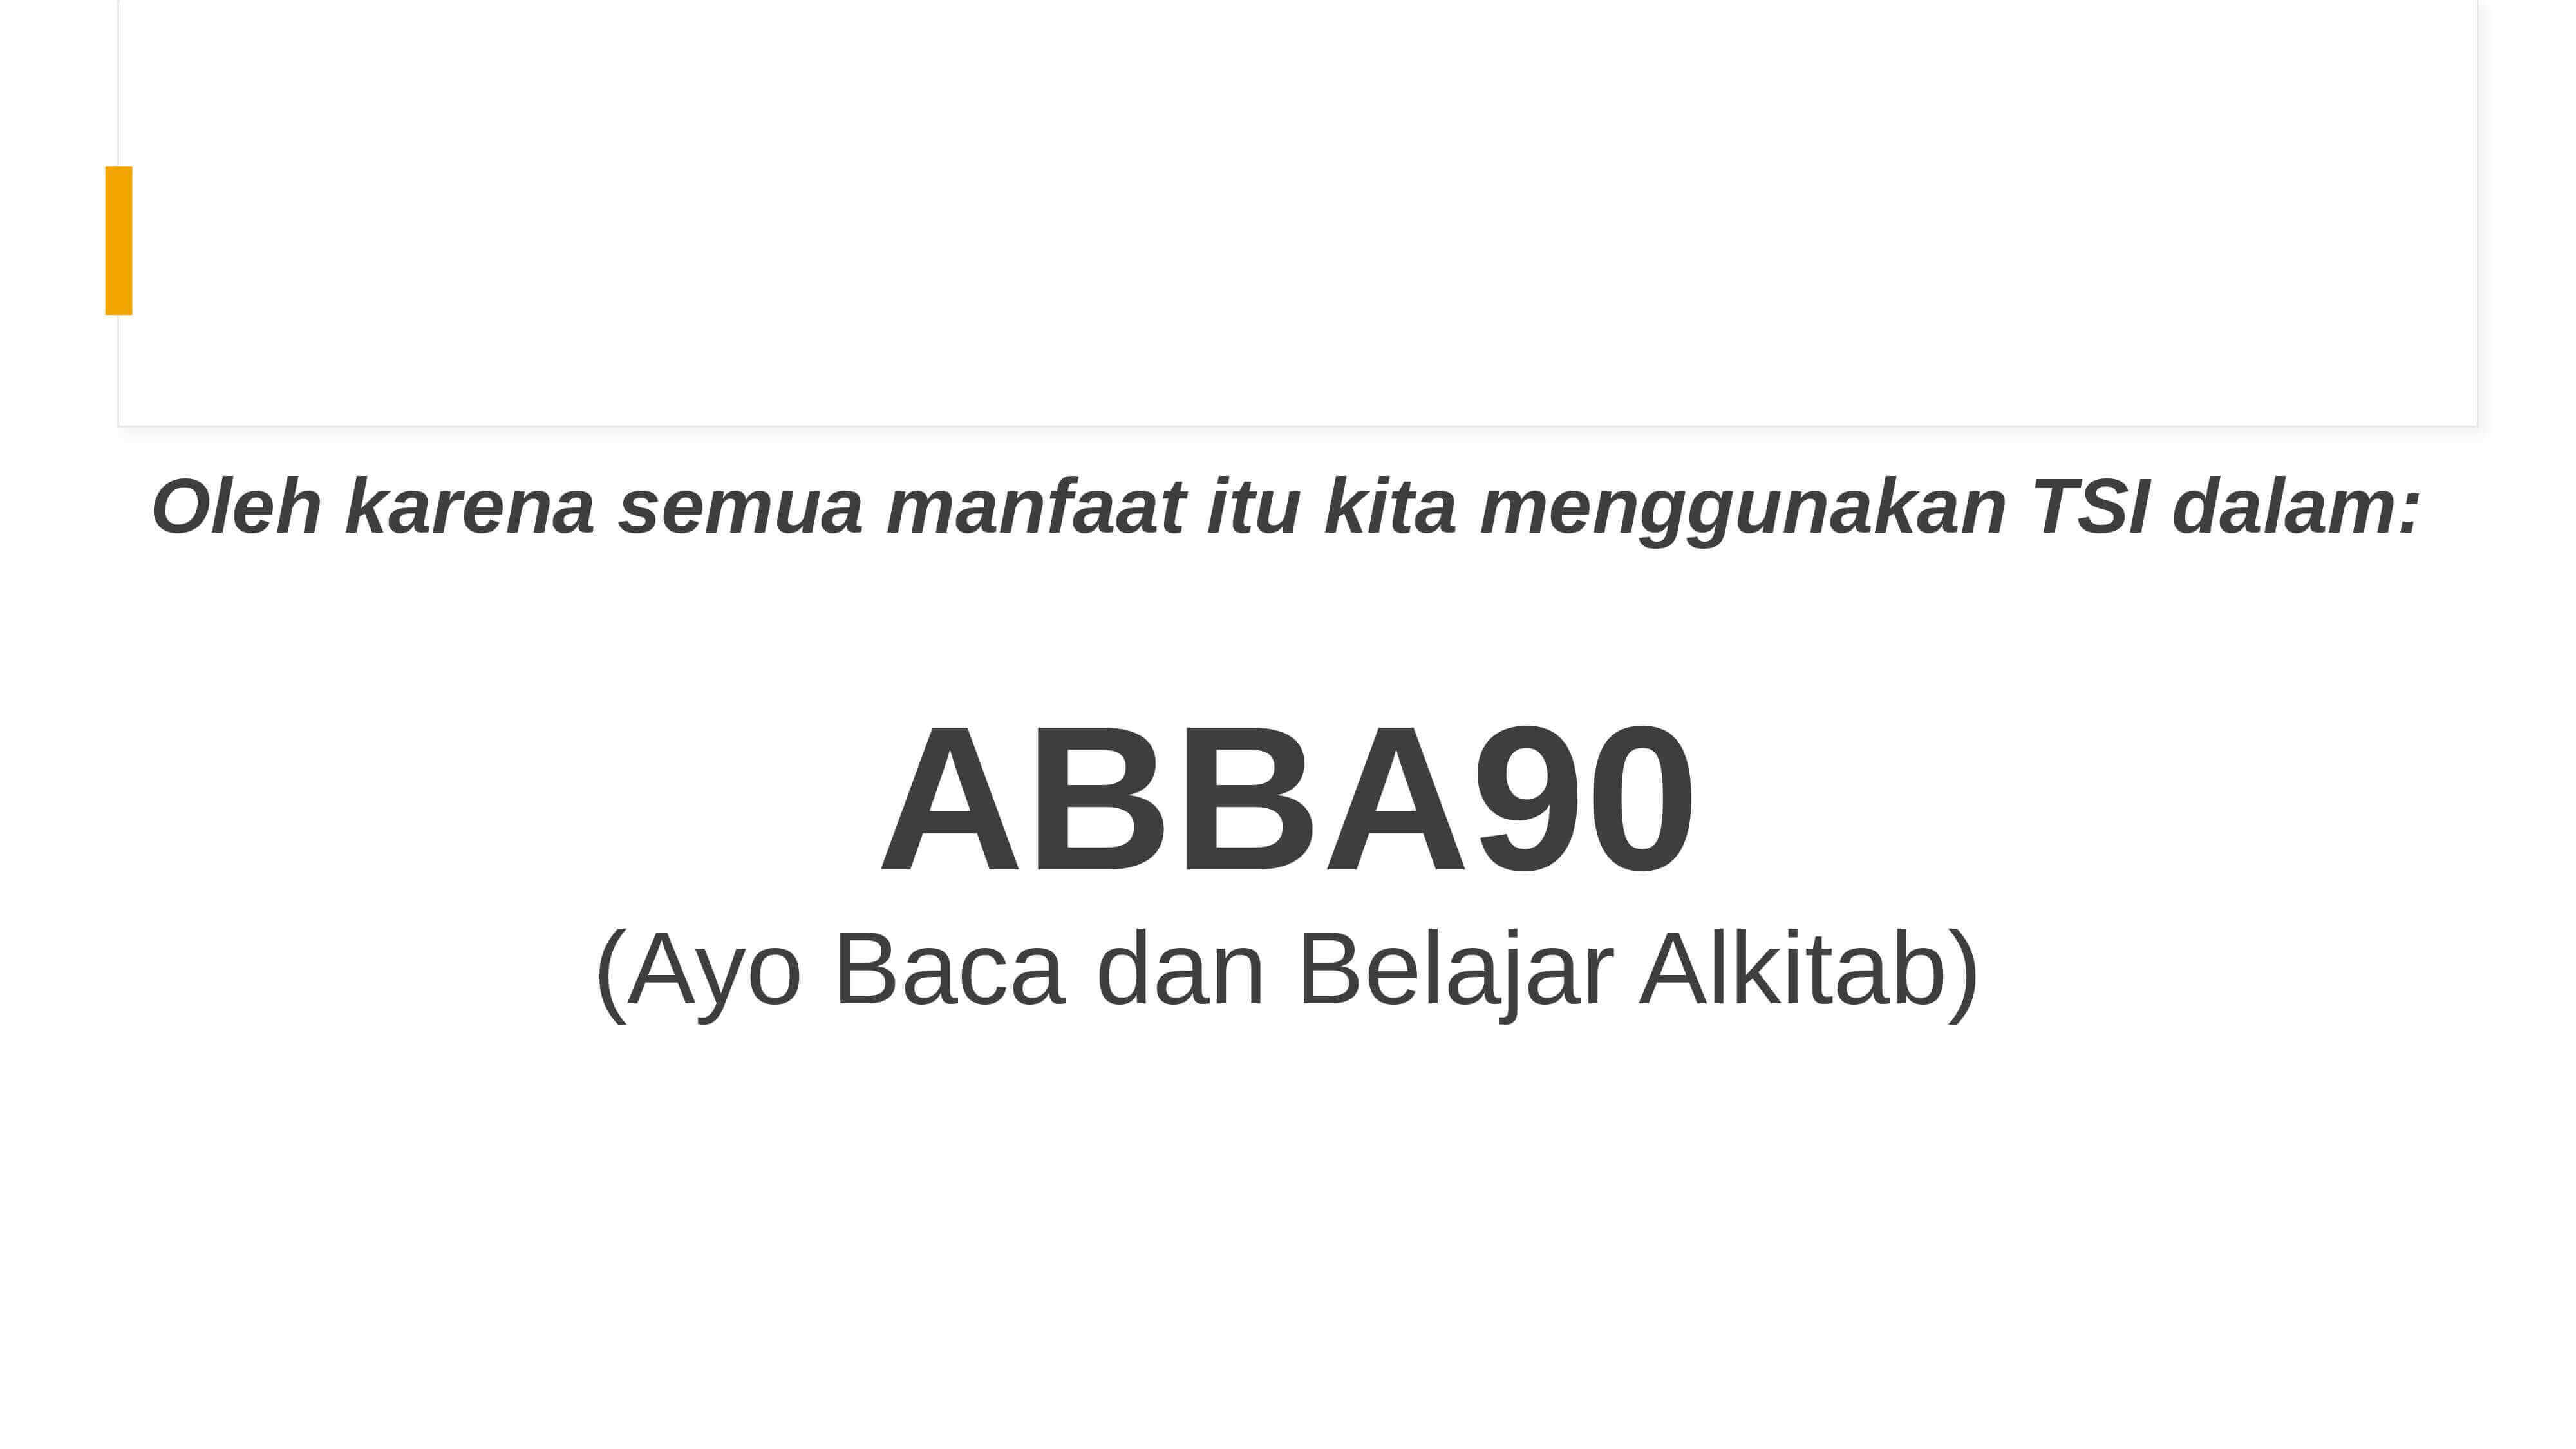 Oleh karena semua manfaat itu kita menggunakan TSI dalam:
ABBA90
(Ayo Baca dan Belajar Alkitab)